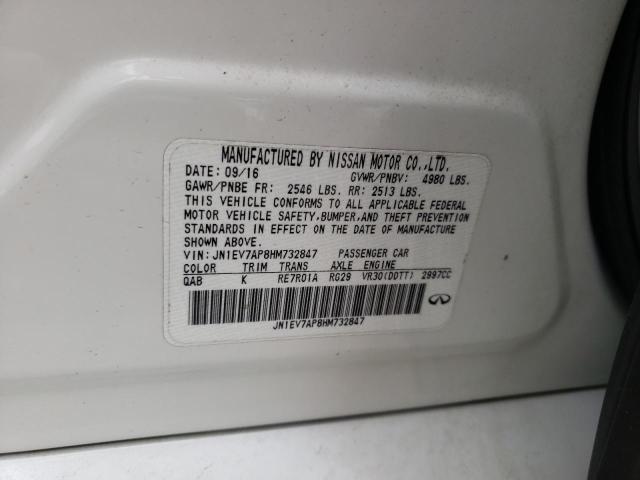 MANUFACTURED BY NISSAN MOTOR CO.,LTD.
DATE: 09/16 GVWR/PNBV: 4980 LBS.
GAWR/PNBE FR: 2546 LBS. RR: 2513 LBS.
THIS VEHICLE CONFORMS TO ALL APPLICABLE FEDERAL
MOTOR VEHICLE SAFETY,BUMPER,AND THEFT PREVENTION
STANDARDS IN EFFECT ON THE DATE OF MANUFACTURE
SHOWN ABOVE.
VIN: JN1EV7AP8HM732847 PASSENGER CAR
COLOR TRIM TRANS AXLE ENGINE
QAB K RE7R01A RG29 VR30(DDTT) 2997CC
JN1EV7AP8HM732847